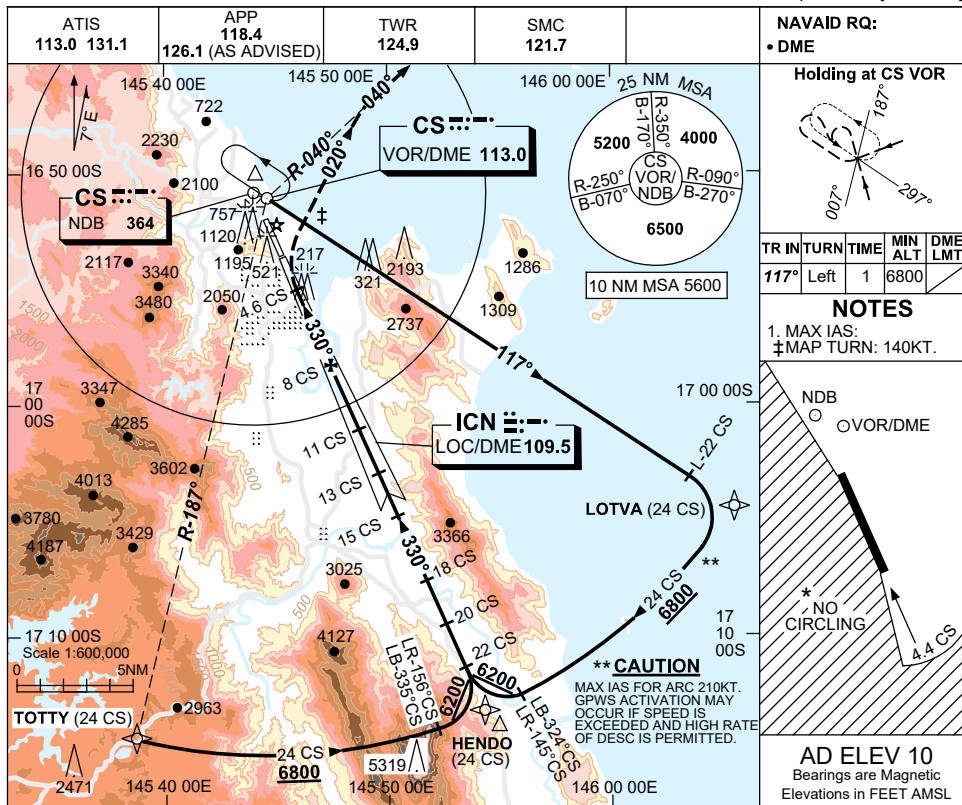 ATIS
113.0 131.1
APP
118.4
126.1 (AS ADVISED)
TWR
124.9
SMC
121.7
NAVAID RQ:
• DME
145 40 00E
145 50 00E
146 00 00E
7° E
722
2230
2100
16 50 00S
CS
VOR/DME 113.0
CS
NDB 364
R-040°
040°
020°
‡
25 NM MSA
5200
4000
6500
R-350°
B-170°
R-250°
B-070°
R-090°
B-270°
CS
VOR/
NDB
10 NM MSA 5600
Holding at CS VOR
187°
007°
297°
TR IN
TURN
TIME
MIN
ALT
DME
LMT
117°
Left
1
6800
NOTES
1. MAX IAS:
‡MAP TURN: 140KT.
757
1120
1195
521
217
2117
3340
3480
2050
4.6 CS
321
2193
2737
1286
1309
1500
2000
330°
8 CS
117°
17
00
00S
17 00 00S
3347
4285
3602
4013
3780
4187
3429
R-187°
500
11 CS
13 CS
15 CS
ICN
LOC/DME 109.5
L-22 CS
LOTVA (24 CS)
**
330°
3366
18 CS
20 CS
22 CS
3025
500
1000
4127
24 CS
6800
17 10 00S
17
10
00S
Scale 1:600,000
0
5NM
TOTTY (24 CS)
2963
2471
24 CS
6800
LR-156°CS
LB-335°CS
6200
6200
HENDO
(24 CS)
5319
LB-324°CS
LR-145°CS
** CAUTION
MAX IAS FOR ARC 210KT.
GPWS ACTIVATION MAY
OCCUR IF SPEED IS
EXCEEDED AND HIGH RATE
OF DESC IS PERMITTED.
145 40 00E
145 50 00E
146 00 00E
NDB
VOR/DME
* NO
CIRCLING
4.4 CS
AD ELEV 10
Bearings are Magnetic
Elevations in FEET AMSL